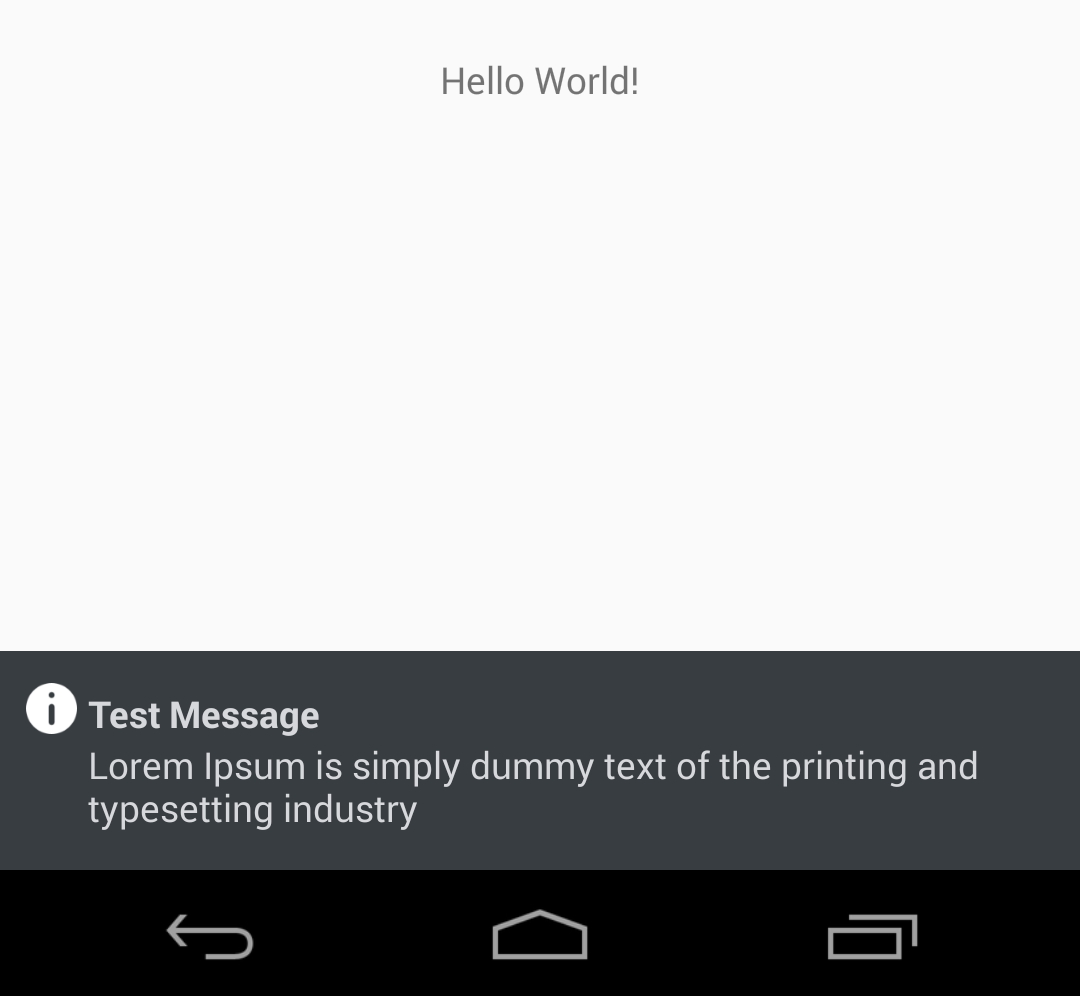 Hello World!
Test Message
Lorem Ipsum is simply dummy text of the printing and
typesetting industry